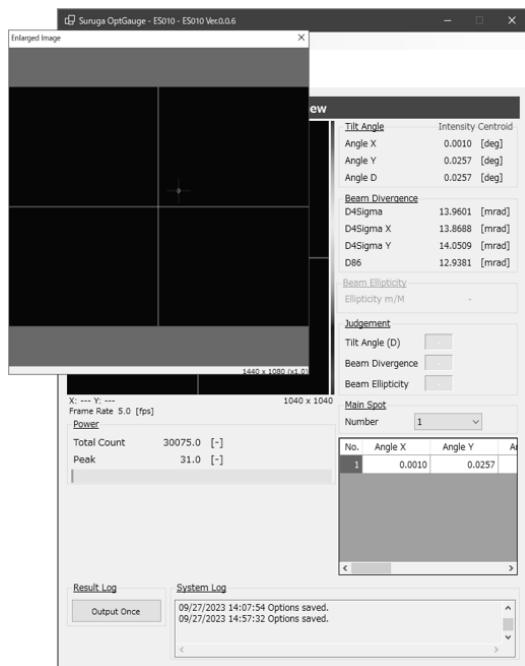 Suruga OptGauge - ES010 - ES010 Ver.0.0.6
Enlarged Image
ew
Tilt Angle Intensity Centroid
Angle X 0.0010 [deg]
Angle Y 0.0257 [deg]
Angle D 0.0257 [deg]
Beam Divergence
D4Sigma 13.9601 [mrad]
D4Sigma X 13.8688 [mrad]
D4Sigma Y 14.0509 [mrad]
D86 12.9381 [mrad]
Beam Ellipticity
Ellipticity m/M -
Judgement
Tilt Angle (D) -
Beam Divergence -
Beam Ellipticity -
1440 x 1080 (x1.0)
X: --- Y: --- 1040 x 1040
Frame Rate 5.0 [fps]
Main Spot
Number 1
Power
Total Count 30075.0 [-]
Peak 31.0 [-]
No. Angle X Angle Y A
1 0.0010 0.0257
Result Log
Output Once
System Log
09/27/2023 14:07:54 Options saved.
09/27/2023 14:57:32 Options saved.